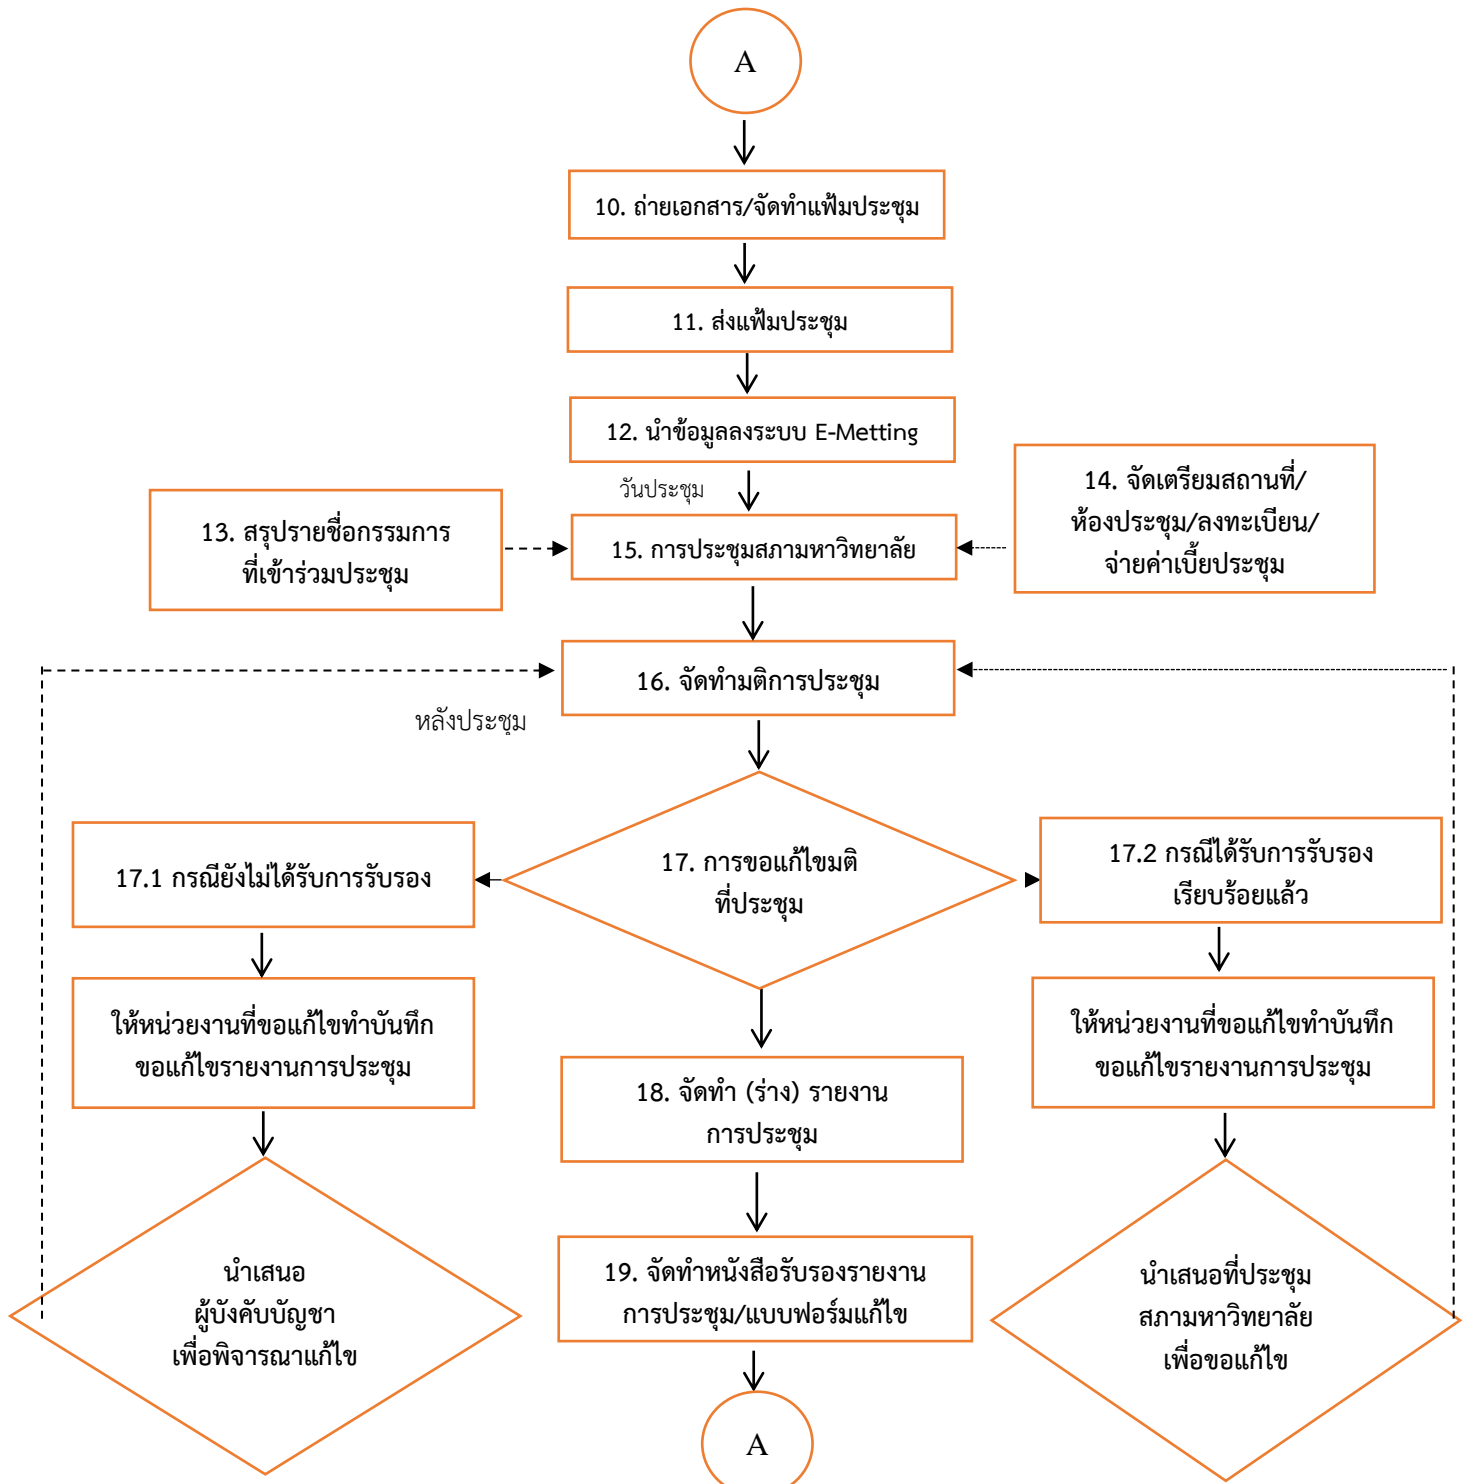 A
10. ถ่ายเอกสาร/จัดทำแฟ้มประชุม
11. ส่งแฟ้มประชุม
12. นำข้อมูลลงระบบ E-Metting
วันประชุม
13. สรุปรายชื่อกรรมการ
ที่เข้าร่วมประชุม
15. การประชุมสภามหาวิทยาลัย
14. จัดเตรียมสถานที่/
ห้องประชุม/ลงทะเบียน/
จ่ายค่าเบี้ยประชุม
16. จัดทำมติการประชุม
หลังประชุม
17. การขอแก้ไขมติ
ที่ประชุม
17.1 กรณียังไม่ได้รับการรับรอง
17.2 กรณีได้รับการรับรอง
เรียบร้อยแล้ว
ให้หน่วยงานที่ขอแก้ไขทำบันทึก
ขอแก้ไขรายงานการประชุม
18. จัดทำ (ร่าง) รายงาน
การประชุม
ให้หน่วยงานที่ขอแก้ไขทำบันทึก
ขอแก้ไขรายงานการประชุม
นำเสนอ
ผู้บังคับบัญชา
เพื่อพิจารณาแก้ไข
19. จัดทำหนังสือรับรองรายงาน
การประชุม/แบบฟอร์มแก้ไข
นำเสนอที่ประชุม
สภามหาวิทยาลัย
เพื่อขอแก้ไข
A